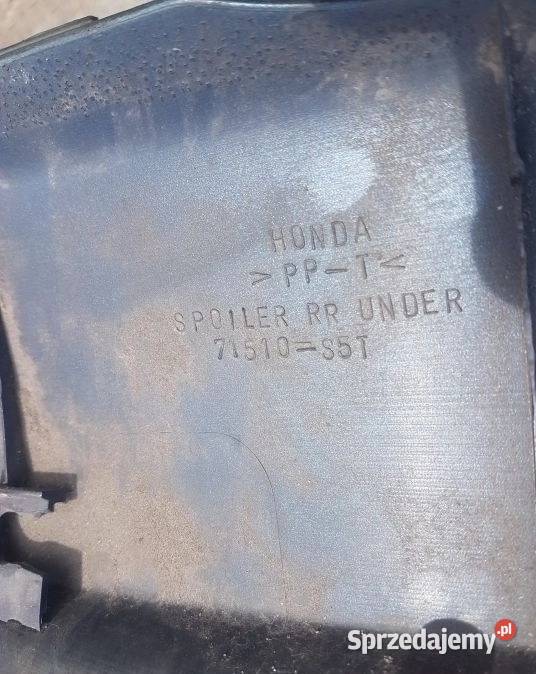 HONDA
>PP-T<
SPOILER RR UNDER
71510-S5T
Sprzedajemy.pl